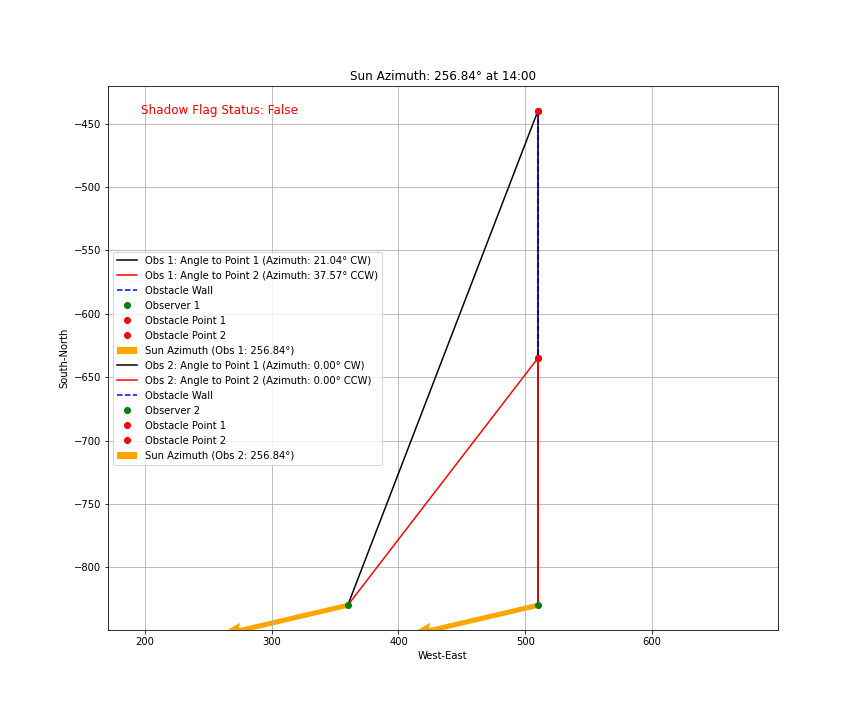 Sun Azimuth: 256.84° at 14:00
Shadow Flag Status: False
−450
−500
−550
−600
−650
−700
−750
−800
South-North
Obs 1: Angle to Point 1 (Azimuth: 21.04° CW)
Obs 1: Angle to Point 2 (Azimuth: 37.57° CCW)
Obstacle Wall
Observer 1
Obstacle Point 1
Obstacle Point 2
Sun Azimuth (Obs 1: 256.84°)
Obs 2: Angle to Point 1 (Azimuth: 0.00° CW)
Obs 2: Angle to Point 2 (Azimuth: 0.00° CCW)
Obstacle Wall
Observer 2
Obstacle Point 1
Obstacle Point 2
Sun Azimuth (Obs 2: 256.84°)
200 300 400 500 600
West-East